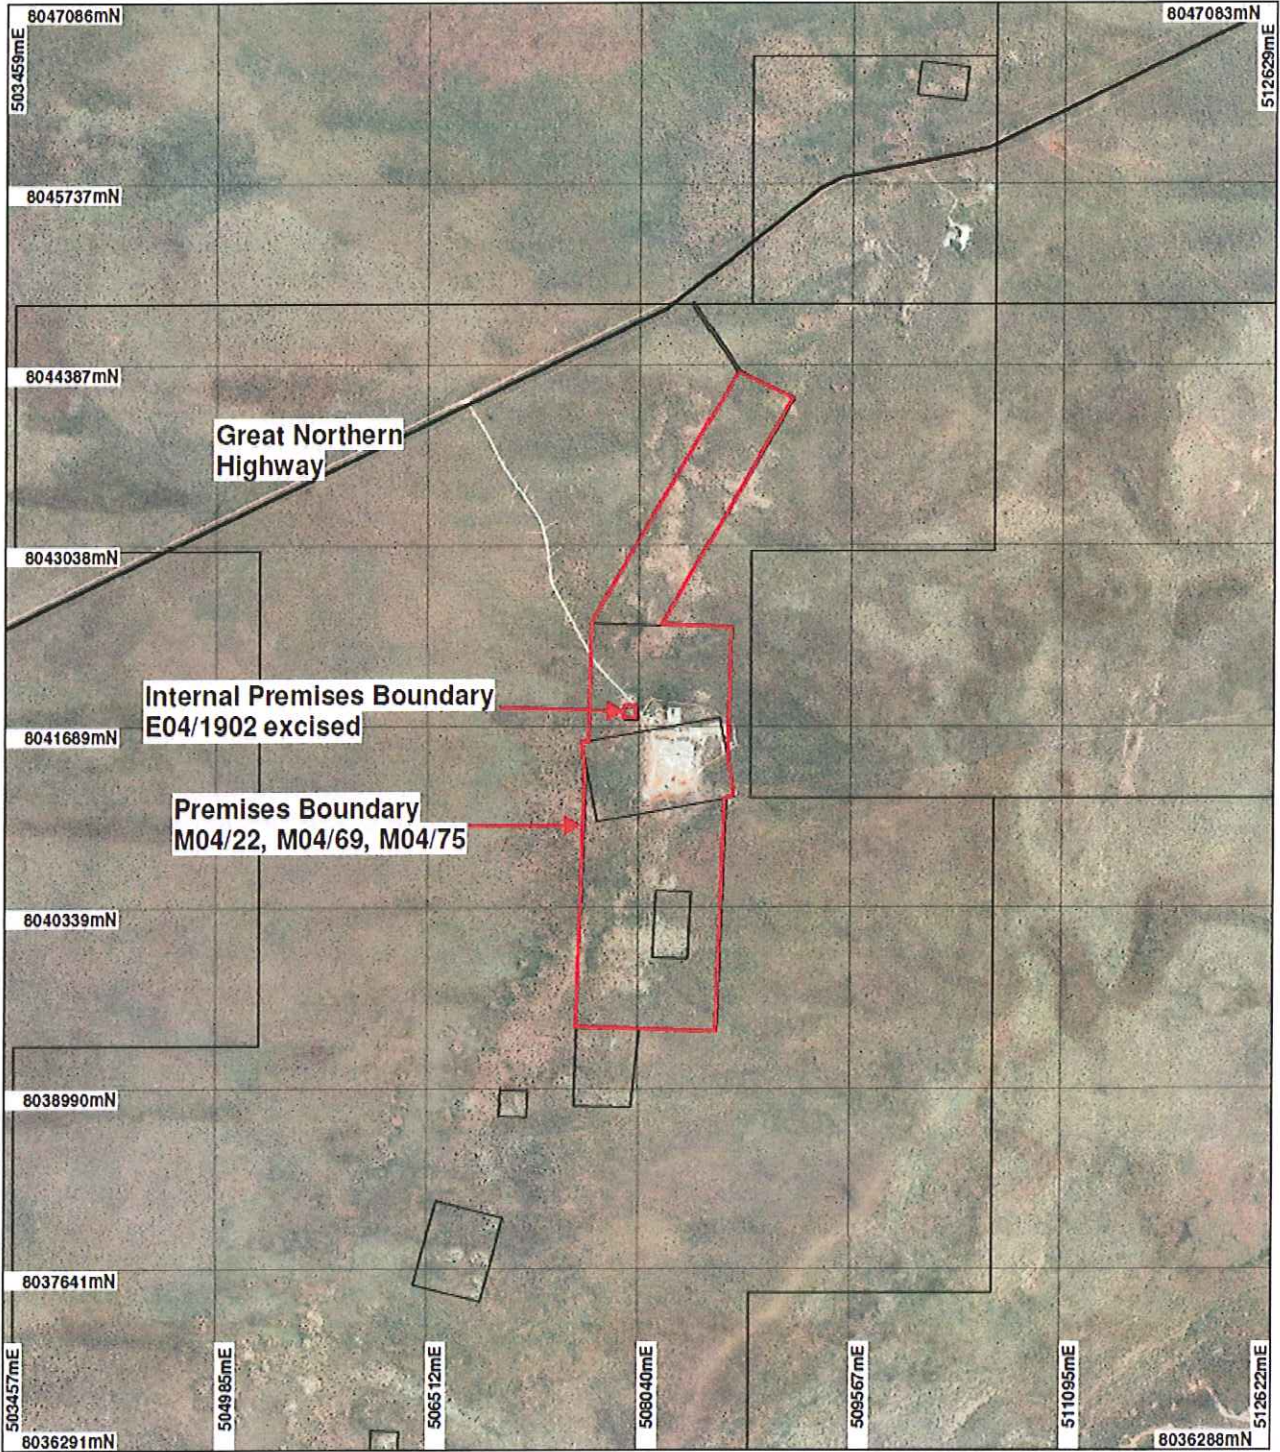 8047086mN
8047083mN
503459mE
512629mE
8045737mN
8044387mN
Great Northern
Highway
8043038mN
Internal Premises Boundary
E04/1902 excised
8041689mN
Premises Boundary
M04/22, M04/69, M04/75
8040339mN
8038990mN
8037641mN
503457mE
504985mE
506512mE
508040mE
509567mE
511095mE
512622mE
8036291mN
8036288mN